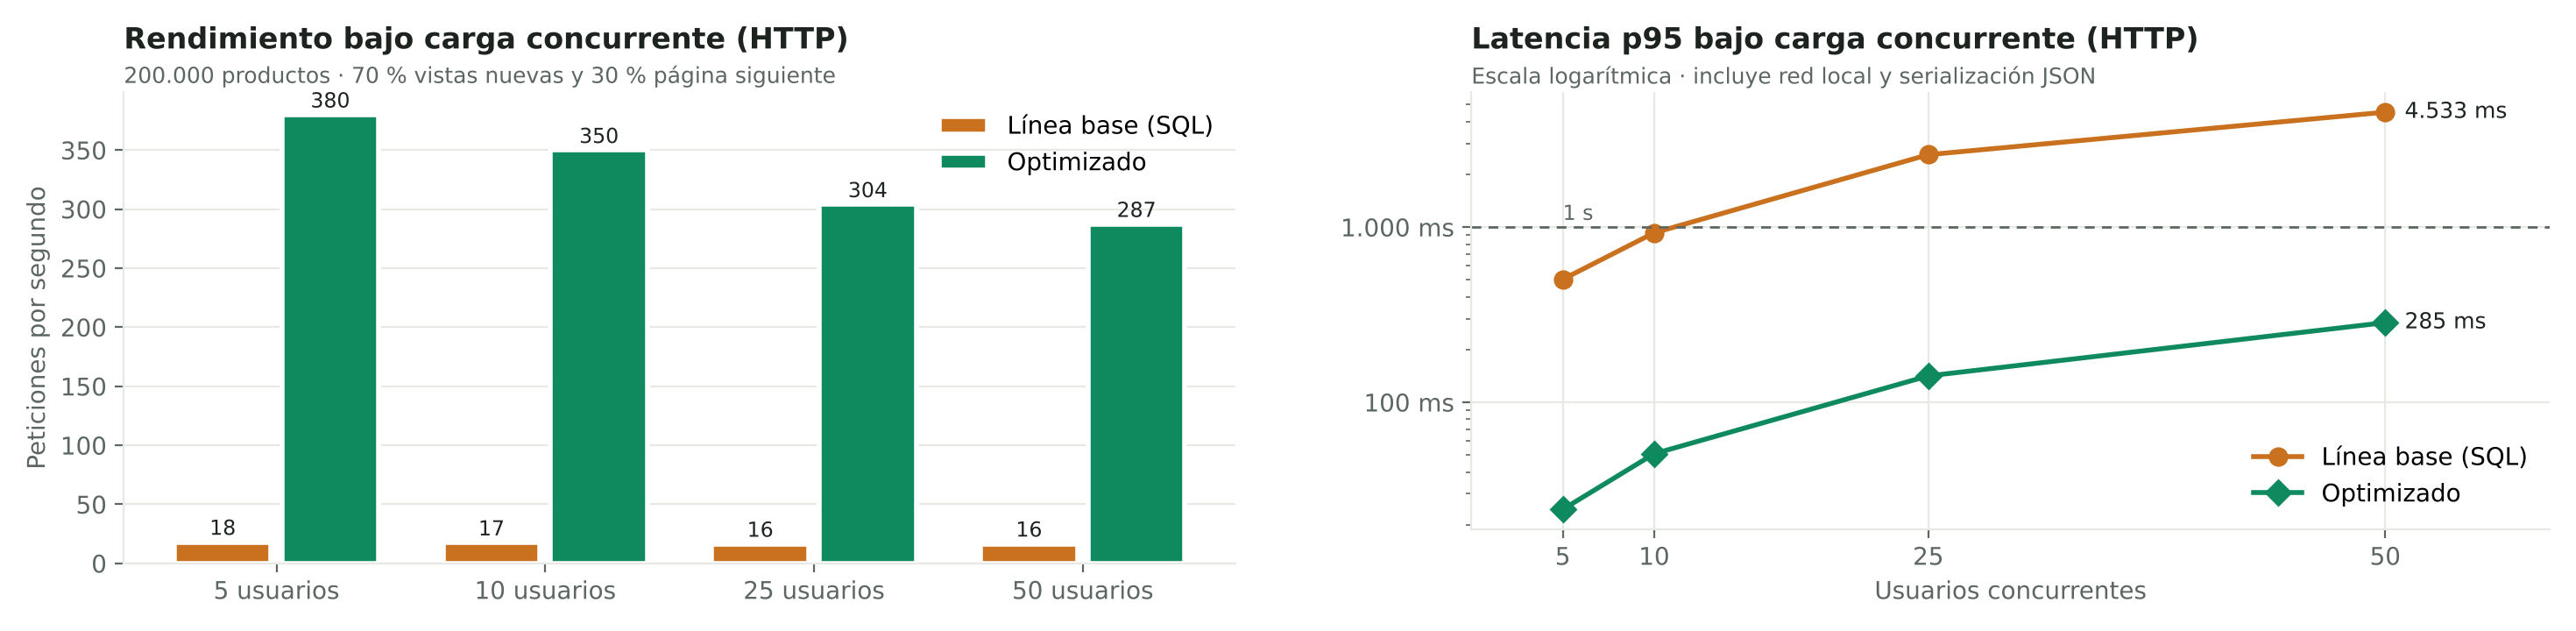 Rendimiento bajo carga concurrente (HTTP)
200.000 productos · 70 % vistas nuevas y 30 % página siguiente
Peticiones por segundo
350
300
250
200
150
100
50
0
380
350
304
287
18
17
16
16
Línea base (SQL)
Optimizado
5 usuarios
10 usuarios
25 usuarios
50 usuarios
Latencia p95 bajo carga concurrente (HTTP)
Escala logarítmica · incluye red local y serialización JSON
1.000 ms
100 ms
1 s
4.533 ms
285 ms
Línea base (SQL)
Optimizado
5
10
25
50
Usuarios concurrentes